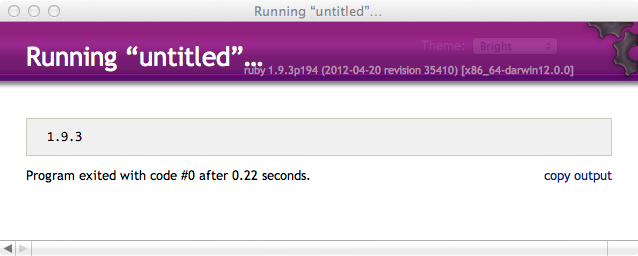 Running “untitled”…
Theme: Bright
Running “untitled”...
ruby 1.9.3p194 (2012-04-20 revision 35410) [x86_64-darwin12.0.0]
1.9.3
Program exited with code #0 after 0.22 seconds.
copy output